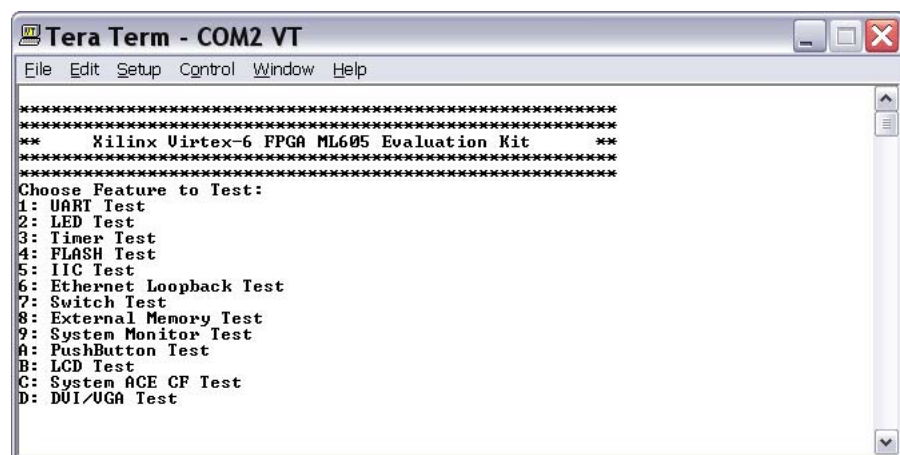 Tera Term - COM2 VT
File Edit Setup Control Window Help
********************************************************
********************************************************
** Xilinx Virtex-6 FPGA ML605 Evaluation Kit **
********************************************************
********************************************************
Choose Feature to Test:
1: UART Test
2: LED Test
3: Timer Test
4: FLASH Test
5: IIC Test
6: Ethernet Loopback Test
7: Switch Test
8: External Memory Test
9: System Monitor Test
A: PushButton Test
B: LCD Test
C: System ACE CF Test
D: DVI/VGA Test